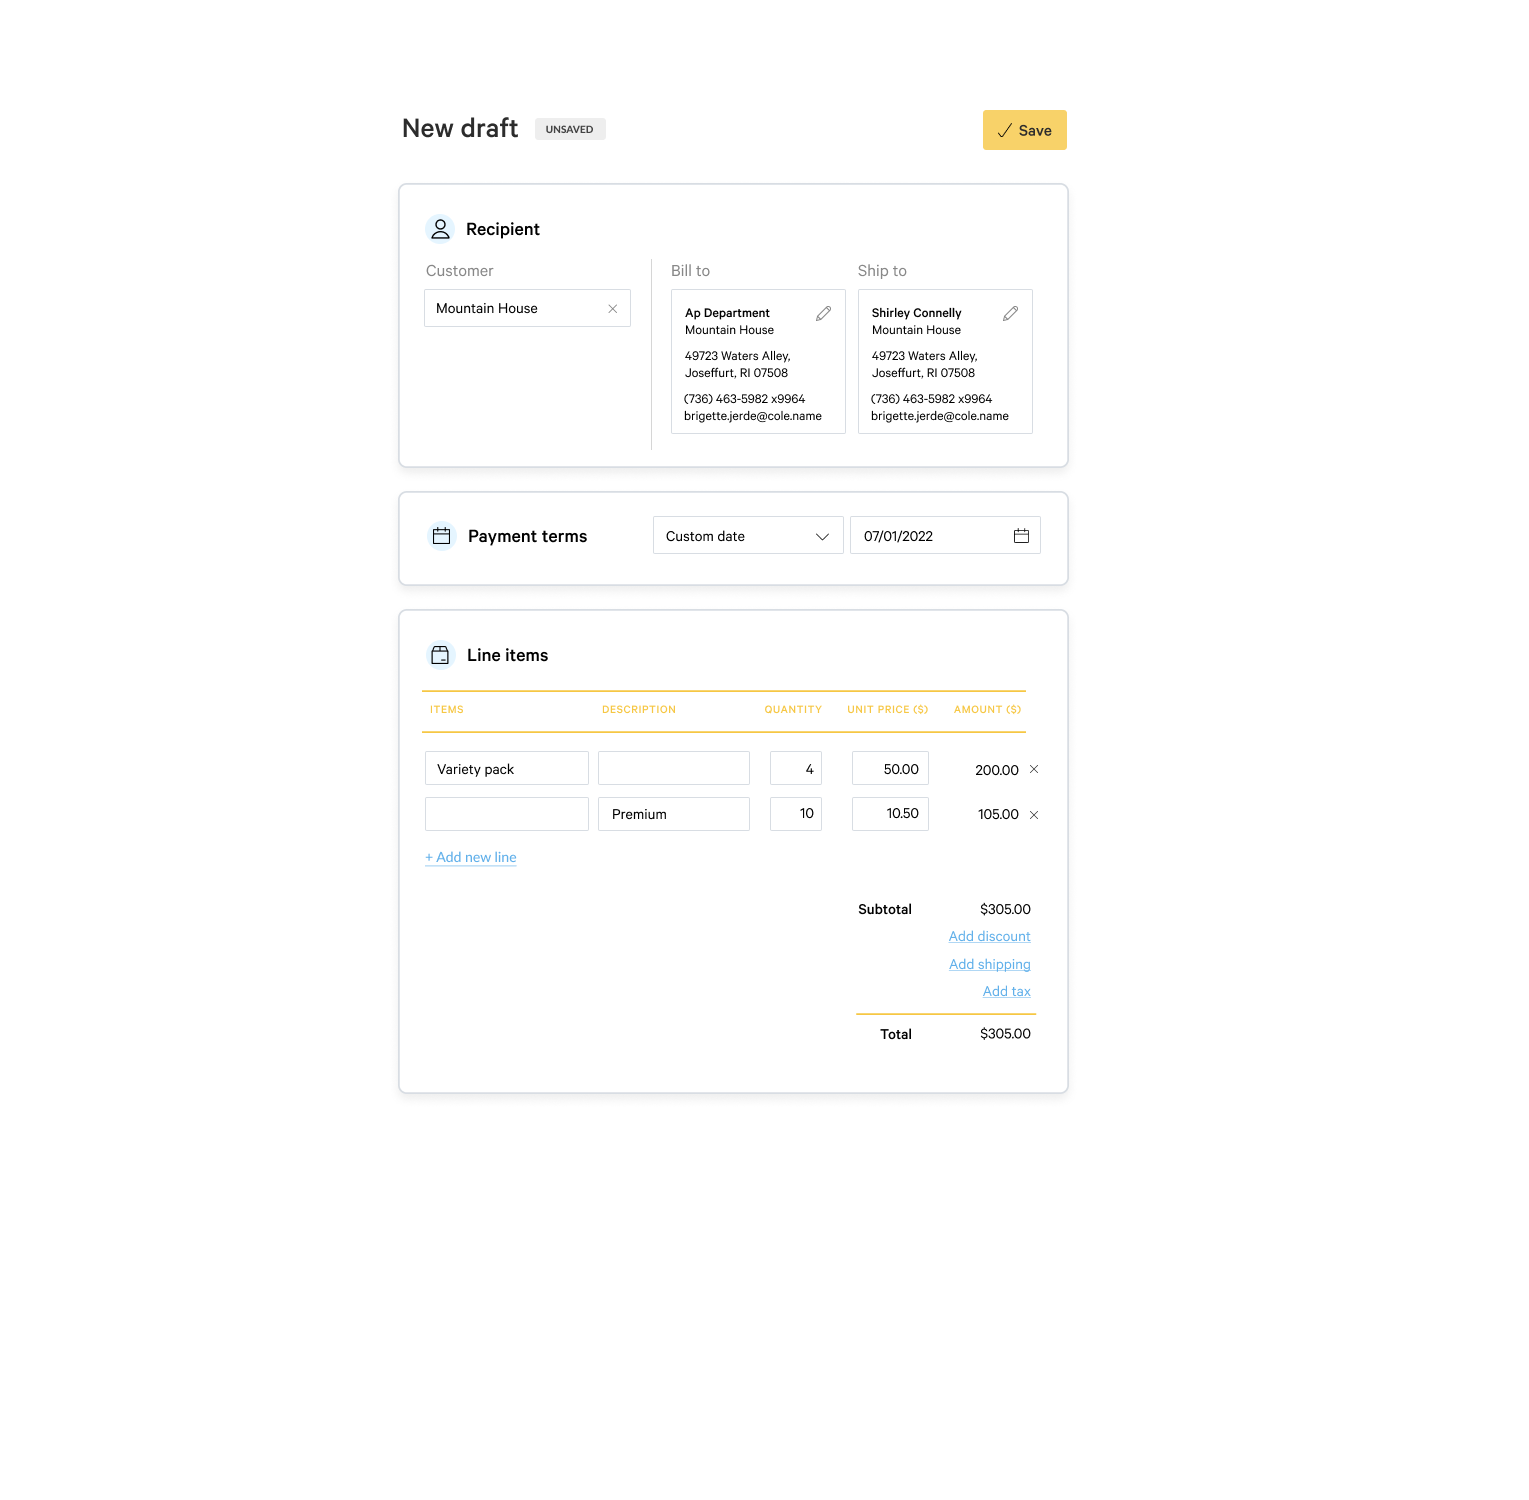 New draft UNSAVED Save
Recipient
Customer Bill to Ship to
Mountain House
Ap Department
Mountain House
49723 Waters Alley,
Joseffurt, RI 07508
(736) 463-5982 x9964
brigette.jerde@cole.name
Shirley Connelly
Mountain House
49723 Waters Alley,
Joseffurt, RI 07508
(736) 463-5982 x9964
brigette.jerde@cole.name
Payment terms Custom date 07/01/2022
Line items
ITEMS DESCRIPTION QUANTITY UNIT PRICE ($) AMOUNT ($)
Variety pack 4 50.00 200.00
Premium 10 10.50 105.00
+ Add new line
Subtotal $305.00
Add discount
Add shipping
Add tax
Total $305.00